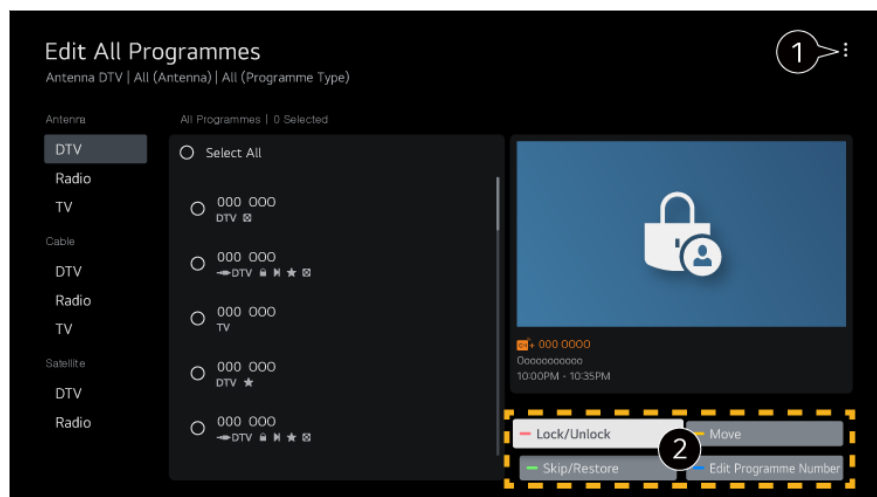 Edit All Programmes
1
Antenna DTV | All (Antenna) | All (Programme Type)
Antenna
All Programmes | 0 Selected
DTV
Select All
Radio
TV
000 000
DTV
Cable
000 000
DTV
DTV
Radio
000 000
TV
TV
Satellite
000 000
DTV
DTV
Radio
000 000
DTV
000 0000
Oooooooooo
10:00PM - 10:35PM
Lock/Unlock
Move
2
Skip/Restore
Edit Programme Number